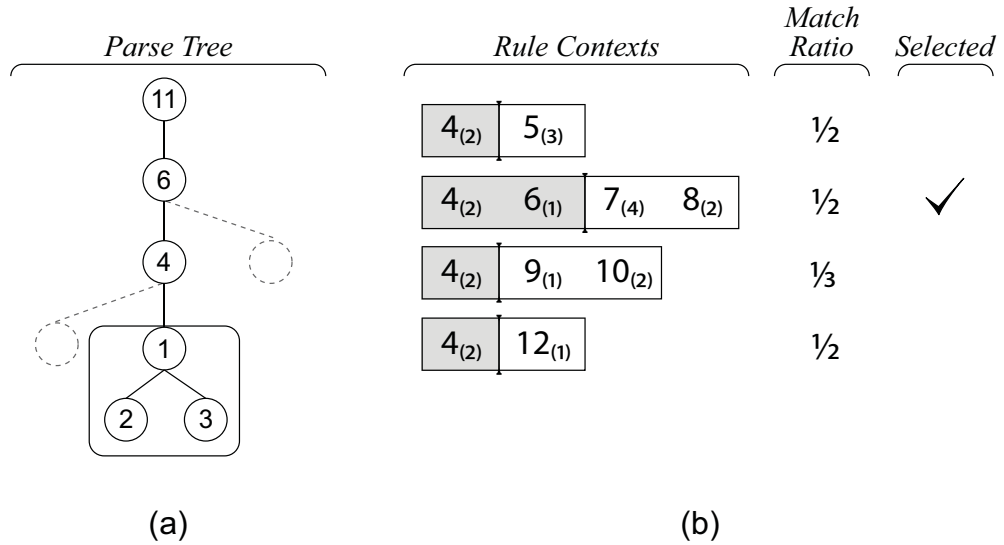 Parse Tree
Rule Contexts
Match
Ratio
Selected
11
6
4
1
2 3
(a)
4(2) 5(3) ½
4(2) 6(1) 7(4) 8(2) ½ ✓
4(2) 9(1) 10(2) ⅓
4(2) 12(1) ½
(b)